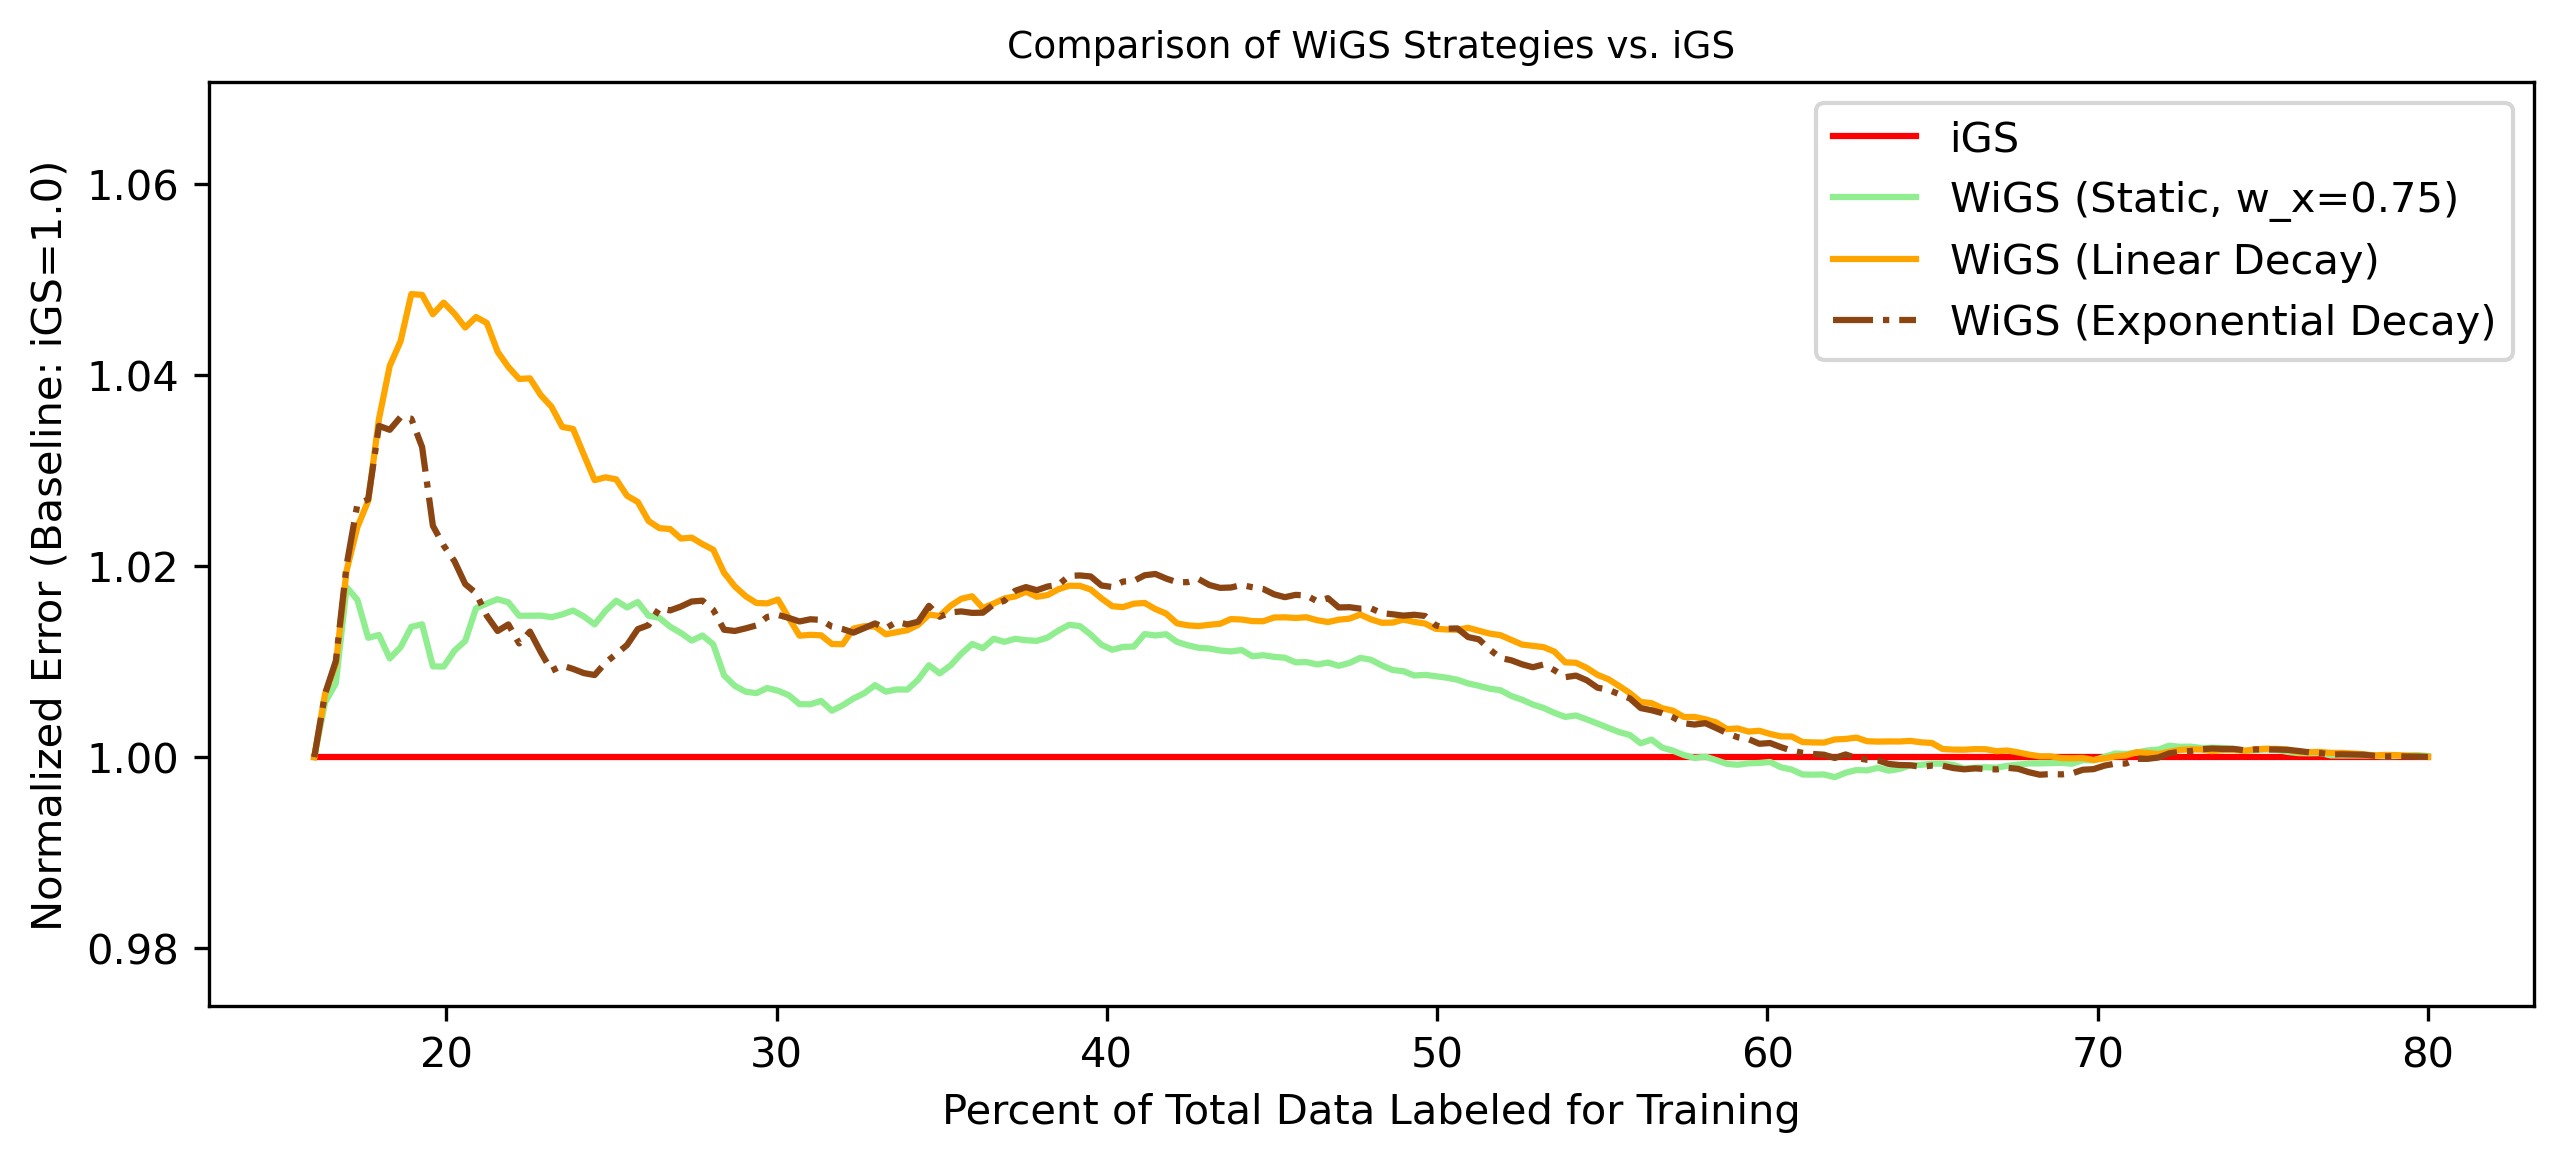 Comparison of WiGS Strategies vs. iGS
Normalized Error (Baseline: iGS=1.0)
1.06
1.04
1.02
1.00
0.98
iGS
WiGS (Static, w_x=0.75)
WiGS (Linear Decay)
WiGS (Exponential Decay)
20 30 40 50 60 70 80
Percent of Total Data Labeled for Training